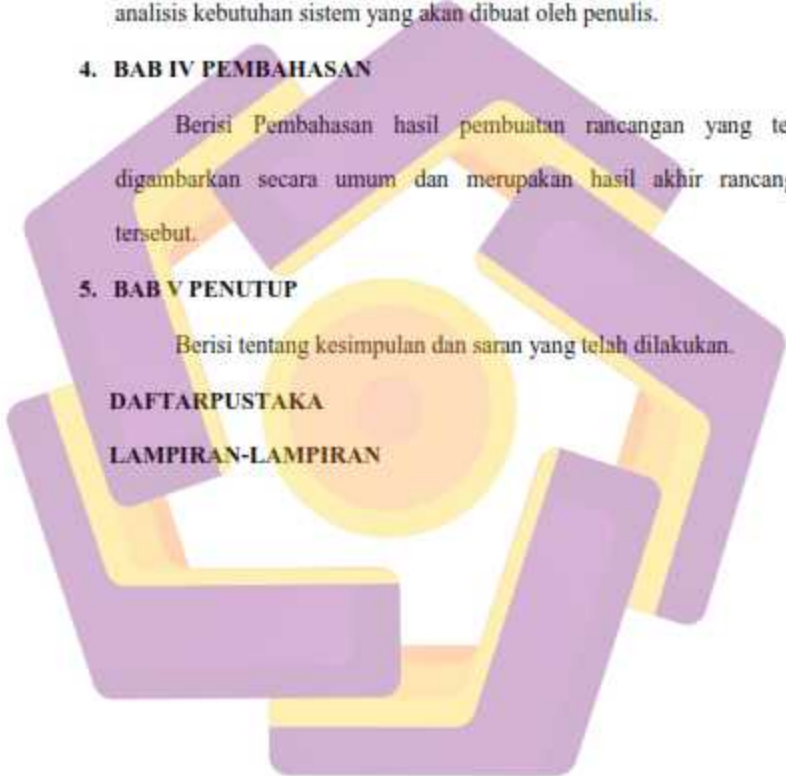 analisis kebutuhan sistem yang akan dibuat oleh penulis.
4. BAB IV PEMBAHASAN
Berisi Pembahasan hasil pembuatan rancangan yang
digambarkan secara umum dan merupakan hasil akhir
tersebut.
5. BAB V PENUTUP
Berisi tentang kesimpulan dan saran yang telah dilakukan.
DAFTARPUSTAKA
LAMPIRAN-LAMPIRAN